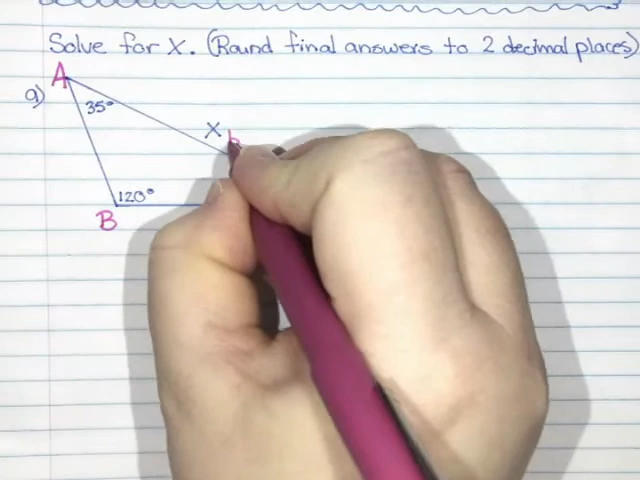 Solve for X. (Round final answers to 2 decimal places)
A
a)
35°
X b
120°
B